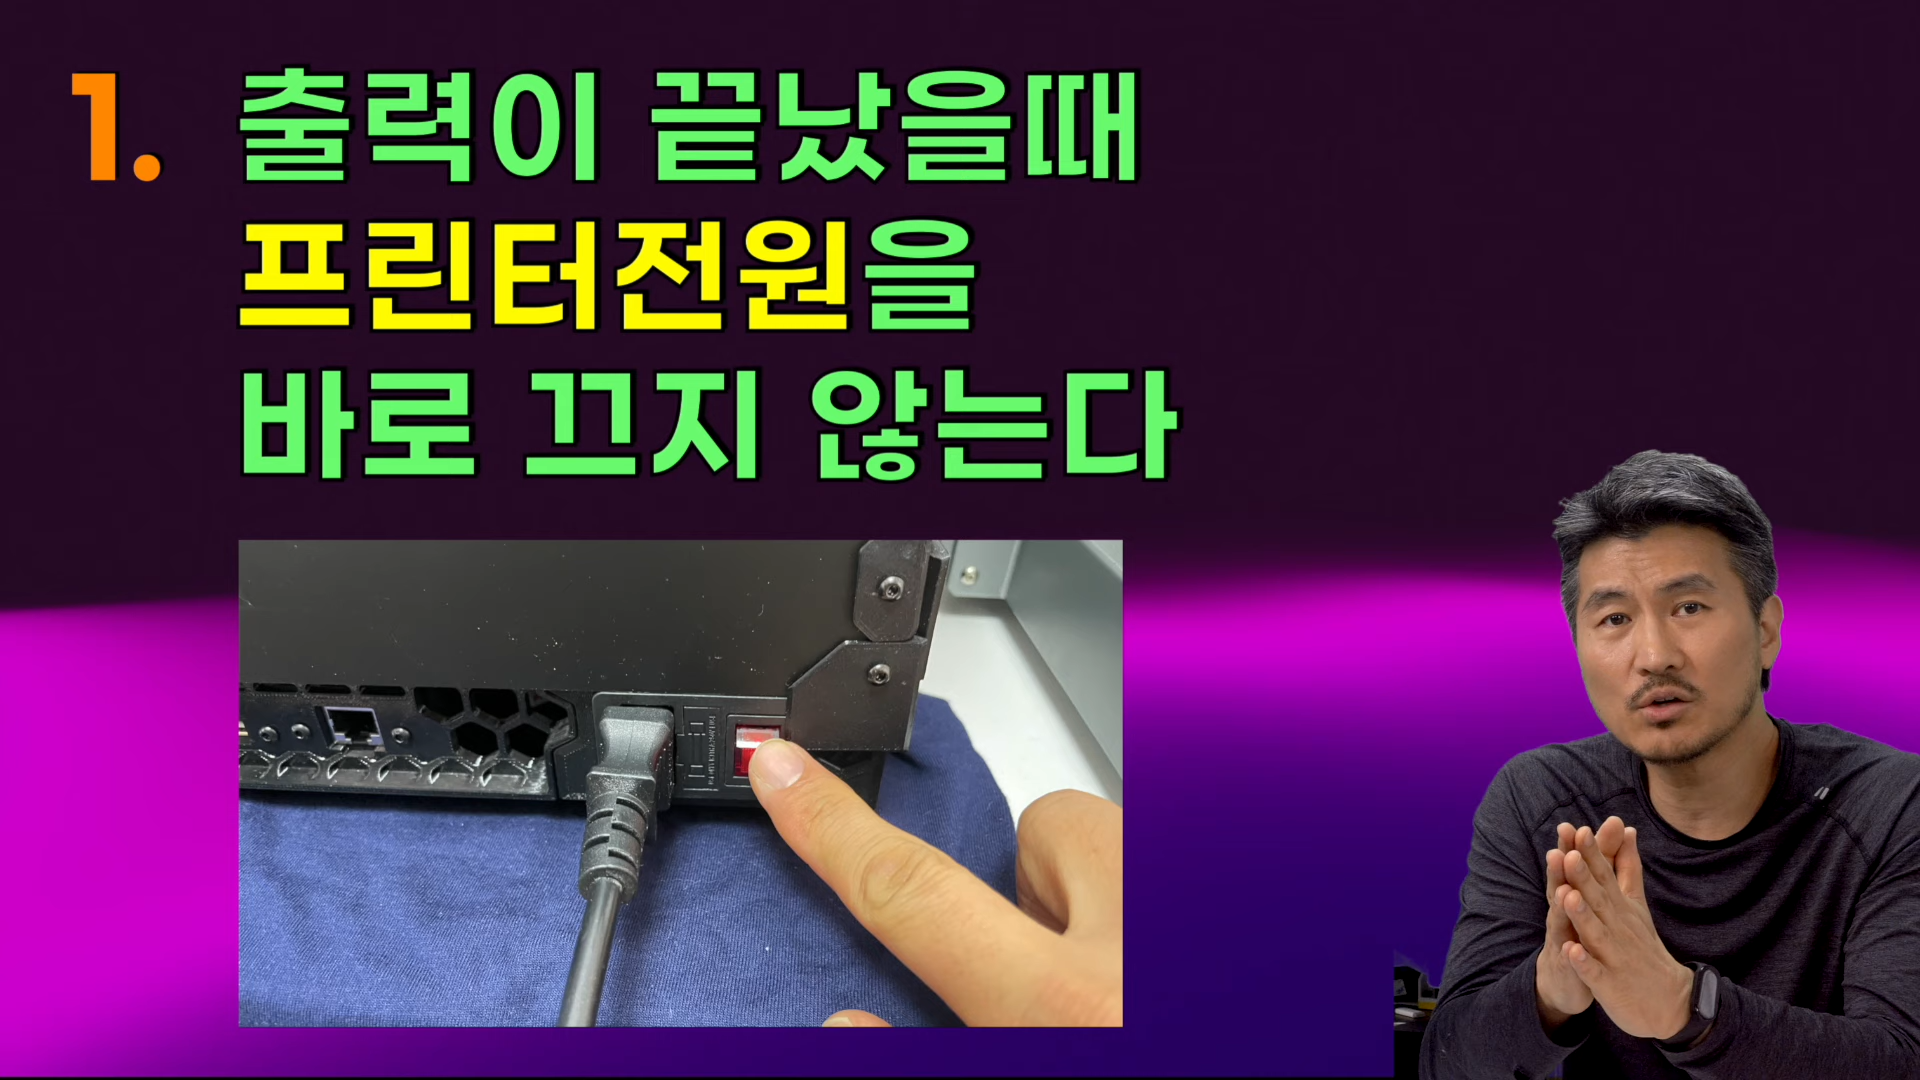 1. 출력이 끝났을때
프린터전원을
바로 끄지 않는다